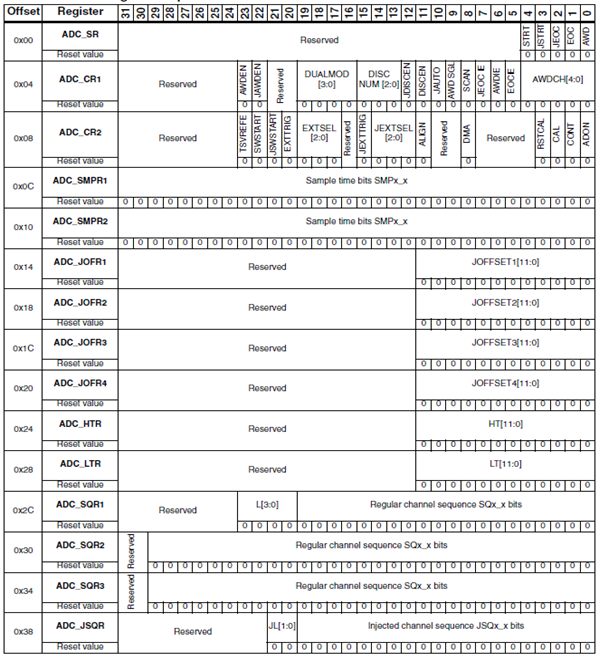 Offset Register 31 30 29 28 27 26 25 24 23 22 21 20 19 18 17 16 15 14 13 12 11 10 9 8 7 6 5 4 3 2 1 0
0x00 ADC_SR Reserved STRT JSTRT JEOC EOC AWD
Reset value 0 0 0 0 0
0x04 ADC_CR1 Reserved AWDEN JAWDEN Reserved DUALMOD [3:0] DISC NUM [2:0] JDISCEN DISCEN JAUTO AWD SGL SCAN JEOC IE AWDIE EOCIE AWDCH[4:0]
Reset value 0 0 0 0 0 0 0 0 0 0 0 0 0 0 0 0 0 0 0 0 0 0
0x08 ADC_CR2 Reserved TSVREFE SWSTART JSWSTART EXTTRIG EXTSEL [2:0] Reserved JEXTTRIG JEXTSEL [2:0] ALIGN Reserved DMA Reserved RSTCAL CAL CONT ADON
Reset value 0 0 0 0 0 0 0 0 0 0 0 0 0 0 0 0 0
0x0C ADC_SMPR1 Sample time bits SMPx_x
Reset value 0 0 0 0 0 0 0 0 0 0 0 0 0 0 0 0 0 0 0 0 0 0 0 0 0 0 0 0 0 0 0 0
0x10 ADC_SMPR2 Sample time bits SMPx_x
Reset value 0 0 0 0 0 0 0 0 0 0 0 0 0 0 0 0 0 0 0 0 0 0 0 0 0 0 0 0 0 0 0 0
0x14 ADC_JOFR1 Reserved JOFFSET1[11:0]
Reset value 0 0 0 0 0 0 0 0 0 0 0 0
0x18 ADC_JOFR2 Reserved JOFFSET2[11:0]
Reset value 0 0 0 0 0 0 0 0 0 0 0 0
0x1C ADC_JOFR3 Reserved JOFFSET3[11:0]
Reset value 0 0 0 0 0 0 0 0 0 0 0 0
0x20 ADC_JOFR4 Reserved JOFFSET4[11:0]
Reset value 0 0 0 0 0 0 0 0 0 0 0 0
0x24 ADC_HTR Reserved HT[11:0]
Reset value 0 0 0 0 0 0 0 0 0 0 0 0
0x28 ADC_LTR Reserved LT[11:0]
Reset value 0 0 0 0 0 0 0 0 0 0 0 0
0x2C ADC_SQR1 Reserved L[3:0] Regular channel sequence SQx_x bits
Reset value 0 0 0 0 0 0 0 0 0 0 0 0 0 0 0 0 0 0 0 0 0 0 0 0
0x30 ADC_SQR2 Reserved Regular channel sequence SQx_x bits
Reset value 0 0 0 0 0 0 0 0 0 0 0 0 0 0 0 0 0 0 0 0 0 0 0 0 0 0 0 0 0 0
0x34 ADC_SQR3 Reserved Regular channel sequence SQx_x bits
Reset value 0 0 0 0 0 0 0 0 0 0 0 0 0 0 0 0 0 0 0 0 0 0 0 0 0 0 0 0 0 0
0x38 ADC_JSQR Reserved JL[1:0] Injected channel sequence JSQx_x bits
Reset value 0 0 0 0 0 0 0 0 0 0 0 0 0 0 0 0 0 0 0 0 0 0